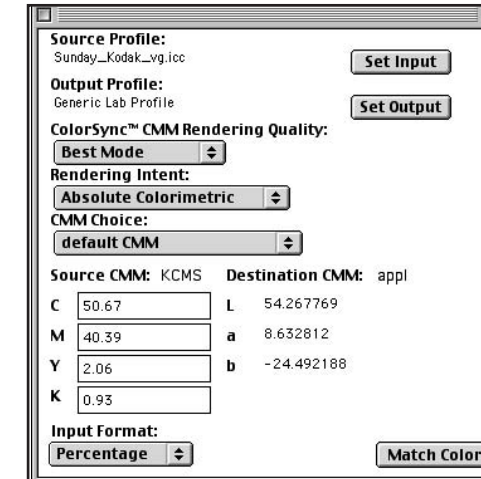 Source Profile:
Sunday_Kodak_vg.icc
Set Input
Output Profile:
Generic Lab Profile
Set Output
ColorSync™ CMM Rendering Quality:
Best Mode
Rendering Intent:
Absolute Colorimetric
CMM Choice:
default CMM
Source CMM: KCMS Destination CMM: appl
C 50.67 L 54.267769
M 40.39 a 8.632812
Y 2.06 b -24.492188
K 0.93
Input Format:
Percentage Match Color